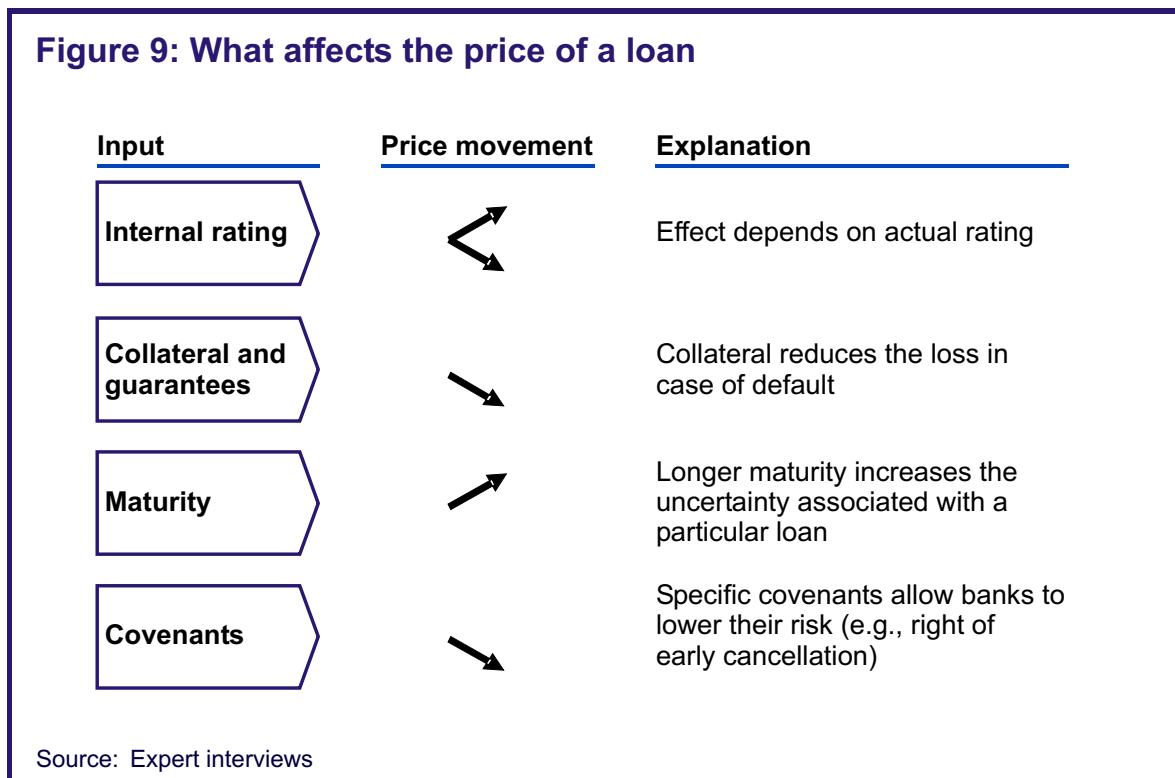 Figure 9: What affects the price of a loan
Input
Price movement
Explanation
Internal rating
Effect depends on actual rating
Collateral and
guarantees
Collateral reduces the loss in
case of default
Maturity
Longer maturity increases the
uncertainty associated with a
particular loan
Covenants
Specific covenants allow banks to
lower their risk (e.g., right of
early cancellation)
Source: Expert interviews